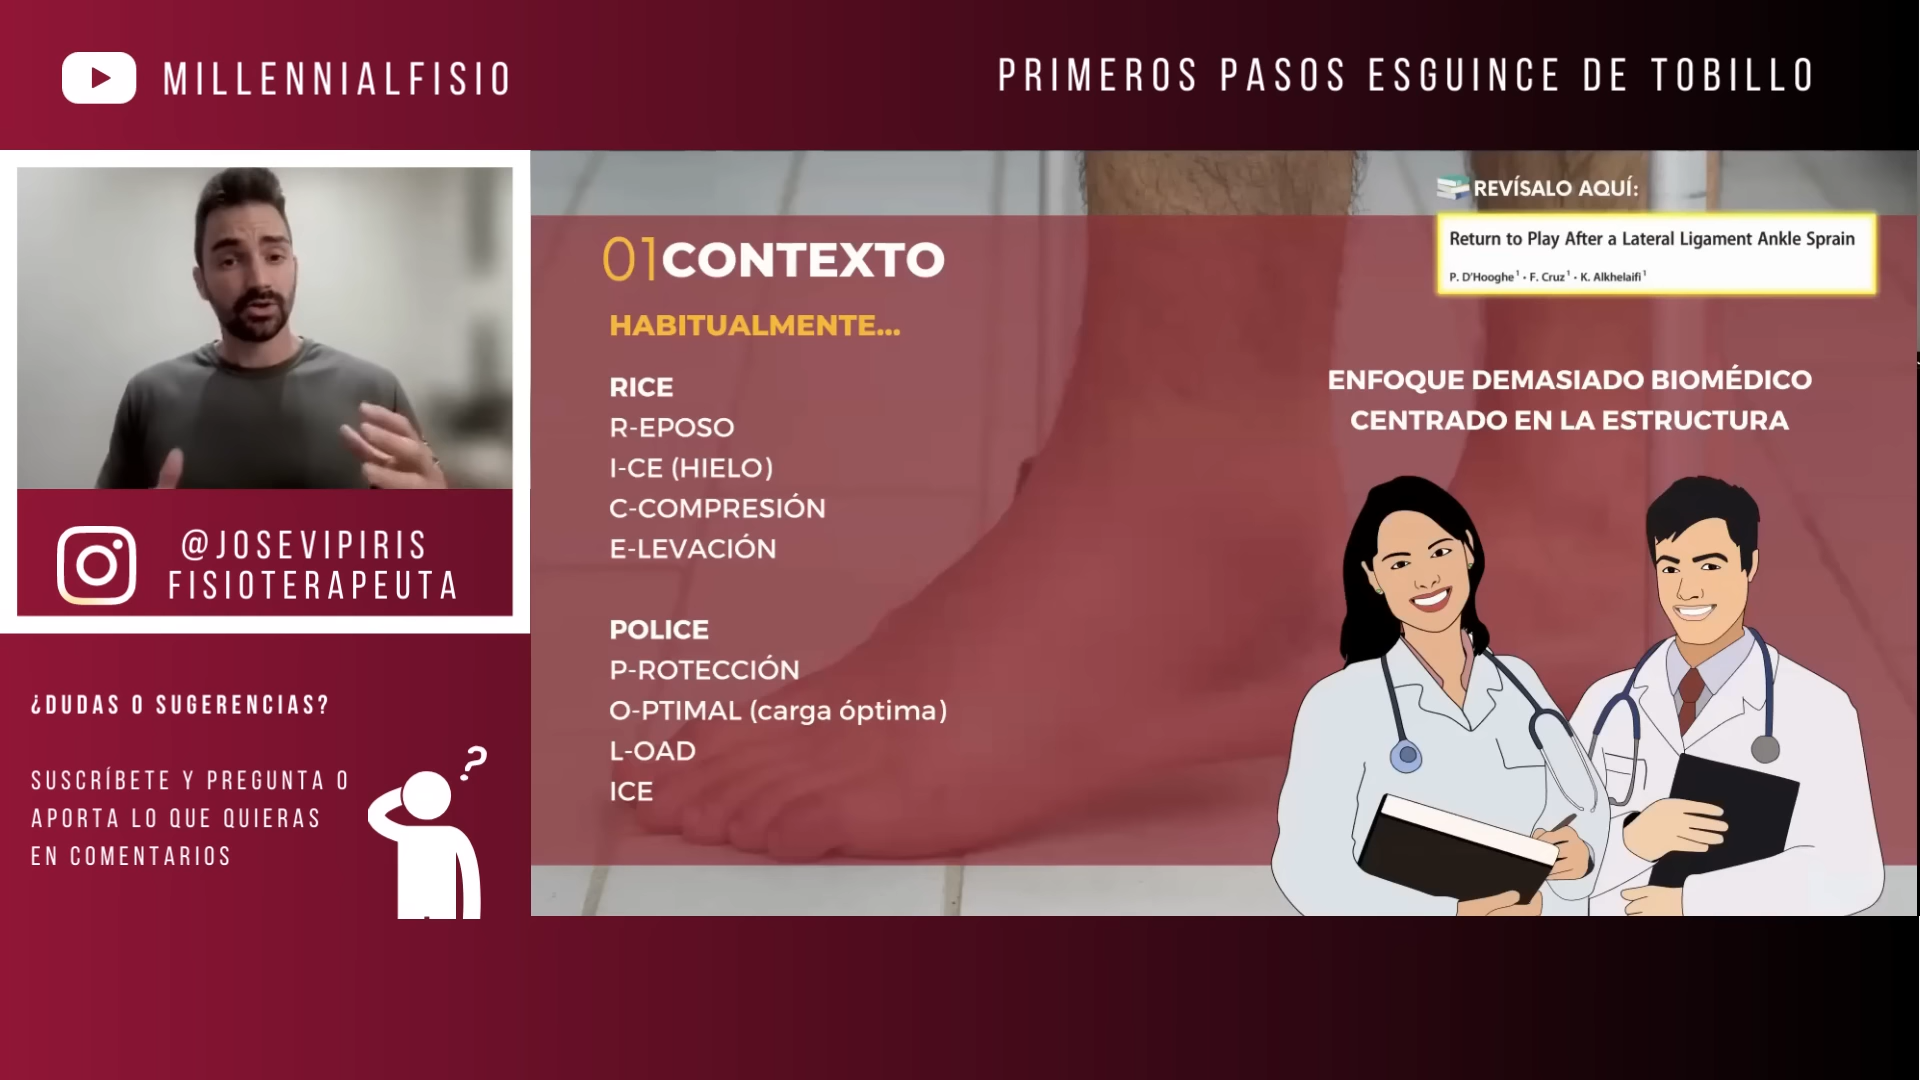 MILLENNIALFISIO
PRIMEROS PASOS ESGUINCE DE TOBILLO
@JOSEVIPIRIS
FISIOTERAPEUTA
¿DUDAS O SUGERENCIAS?
SUSCRÍBETE Y PREGUNTA O
APORTA LO QUE QUIERAS
EN COMENTARIOS
?
01 CONTEXTO
HABITUALMENTE...
RICE
R-EPOSO
I-CE (HIELO)
C-COMPRESIÓN
E-LEVACIÓN
POLICE
P-ROTECCIÓN
O-PTIMAL (carga óptima)
L-OAD
ICE
REVÍSALO AQUÍ:
Return to Play After a Lateral Ligament Ankle Sprain
P. D'Hooghe¹ · F. Cruz¹ · K. Alkhelaifi¹
ENFOQUE DEMASIADO BIOMÉDICO
CENTRADO EN LA ESTRUCTURA